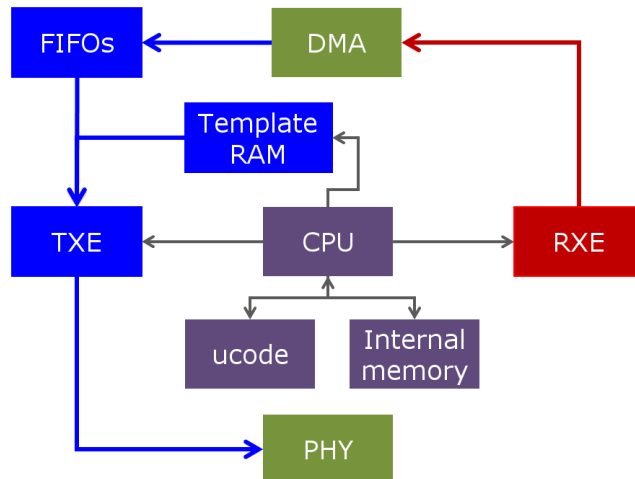 FIFOs
DMA
Template
RAM
TXE
CPU
RXE
ucode
Internal
memory
PHY